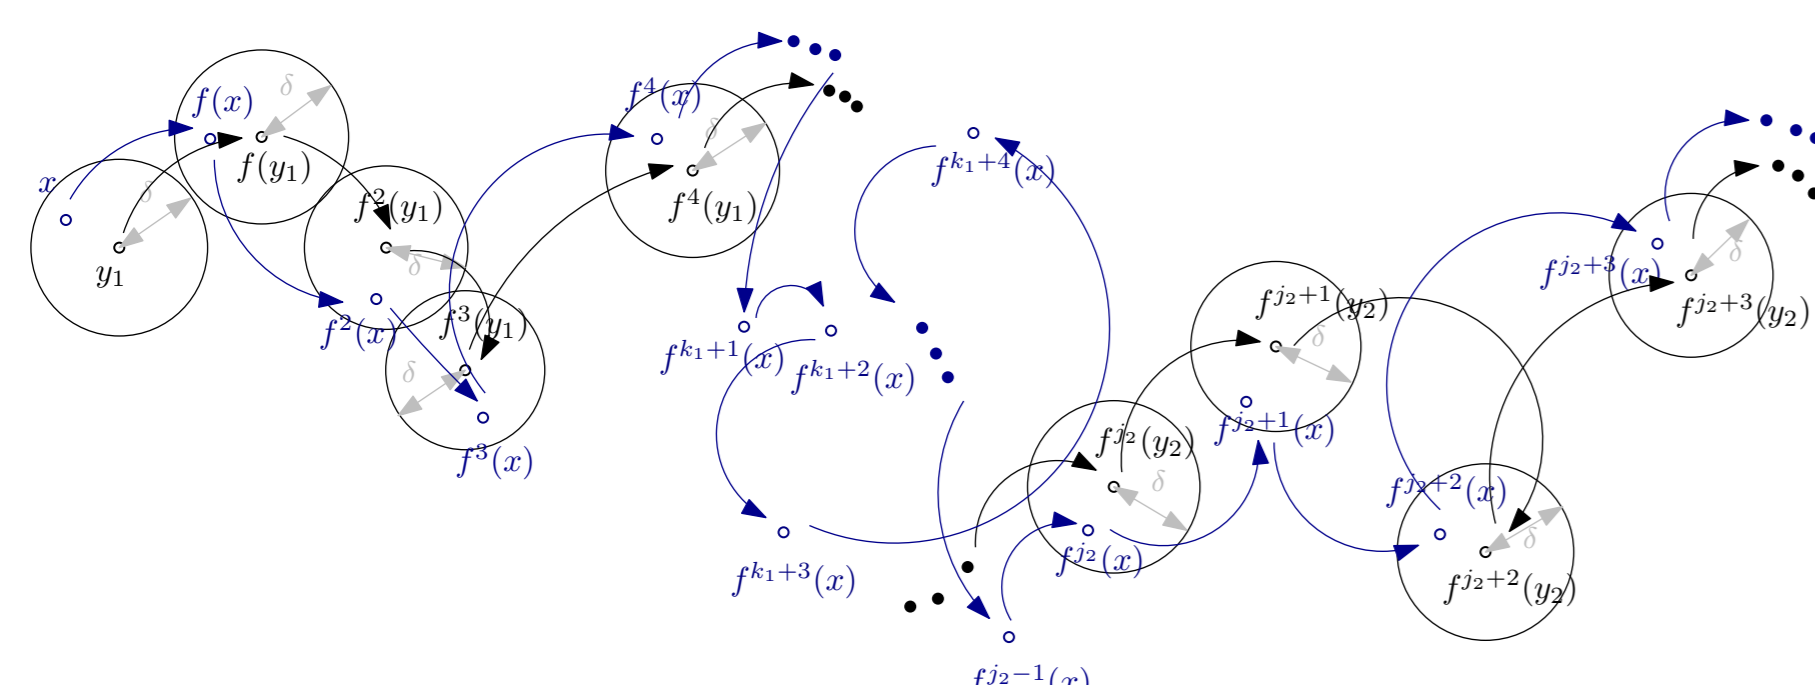 x
δ
y₁
f(x)
δ
f(y₁)
f²(y₁)
δ
f²(x)
f³(y₁)
δ
f³(x)
f⁴(x)
δ
f⁴(y₁)
f^{k₁+1}(x)
f^{k₁+2}(x)
f^{k₁+3}(x)
f^{k₁+4}(x)
f^{j₂-1}(x)
f^{j₂}(y₂)
δ
f^{j₂}(x)
f^{j₂+1}(y₂)
δ
f^{j₂+1}(x)
f^{j₂+2}(x)
δ
f^{j₂+2}(y₂)
f^{j₂+3}(x)
δ
f^{j₂+3}(y₂)